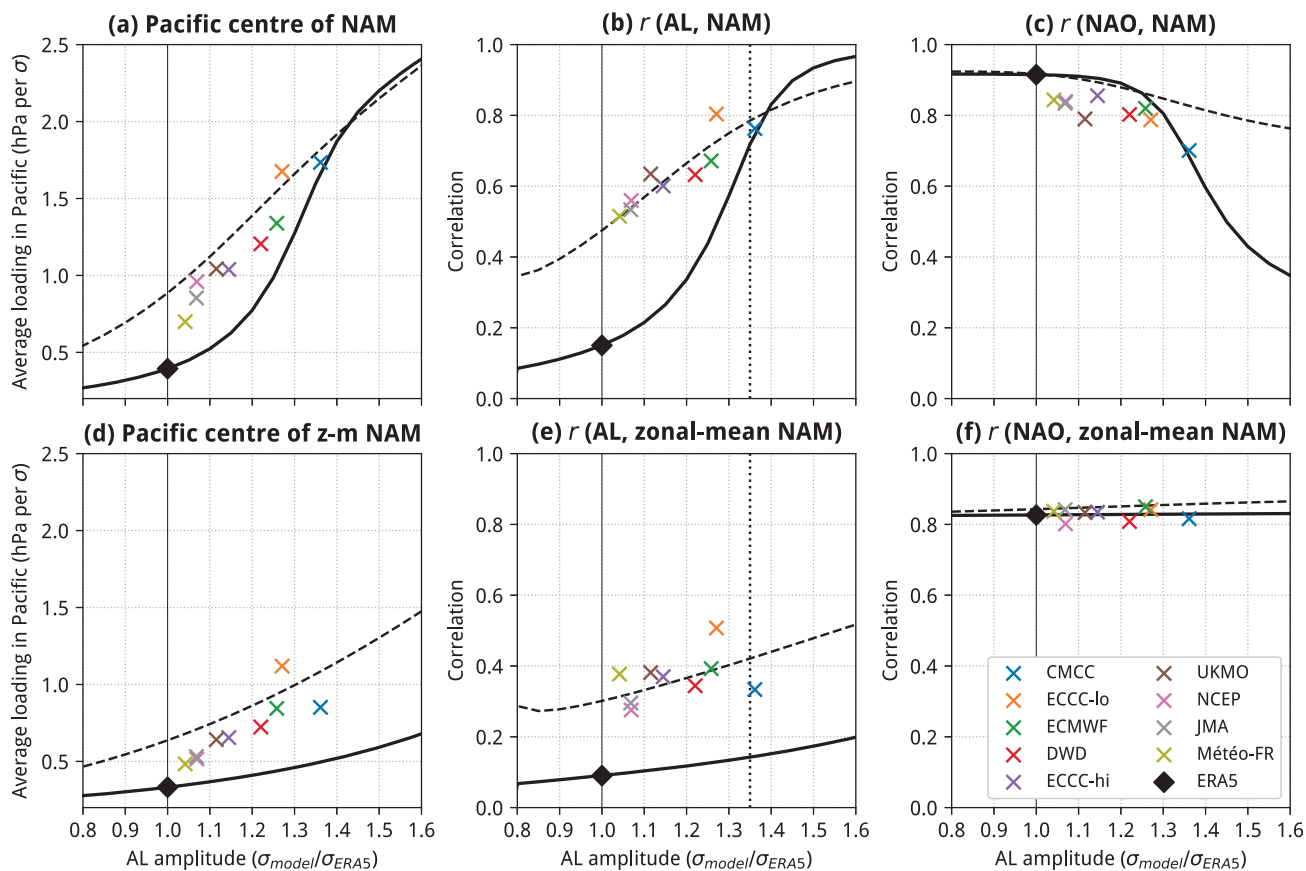 (a) Pacific centre of NAM
(b) r (AL, NAM)
(c) r (NAO, NAM)
Average loading in Pacific (hPa per σ)
2.5
2.0
1.5
1.0
0.5
Correlation
1.0
0.8
0.6
0.4
0.2
0.0
Correlation
1.0
0.8
0.6
0.4
0.2
0.0
(d) Pacific centre of z-m NAM
(e) r (AL, zonal-mean NAM)
(f) r (NAO, zonal-mean NAM)
Average loading in Pacific (hPa per σ)
2.5
2.0
1.5
1.0
0.5
0.8 0.9 1.0 1.1 1.2 1.3 1.4 1.5 1.6
AL amplitude (σmodel/σERA5)
Correlation
1.0
0.8
0.6
0.4
0.2
0.0
0.8 0.9 1.0 1.1 1.2 1.3 1.4 1.5 1.6
AL amplitude (σmodel/σERA5)
Correlation
1.0
0.8
0.6
0.4
0.2
0.0
CMCC
ECCC-lo
ECMWF
DWD
ECCC-hi
UKMO
NCEP
JMA
Météo-FR
ERA5
0.8 0.9 1.0 1.1 1.2 1.3 1.4 1.5 1.6
AL amplitude (σmodel/σERA5)